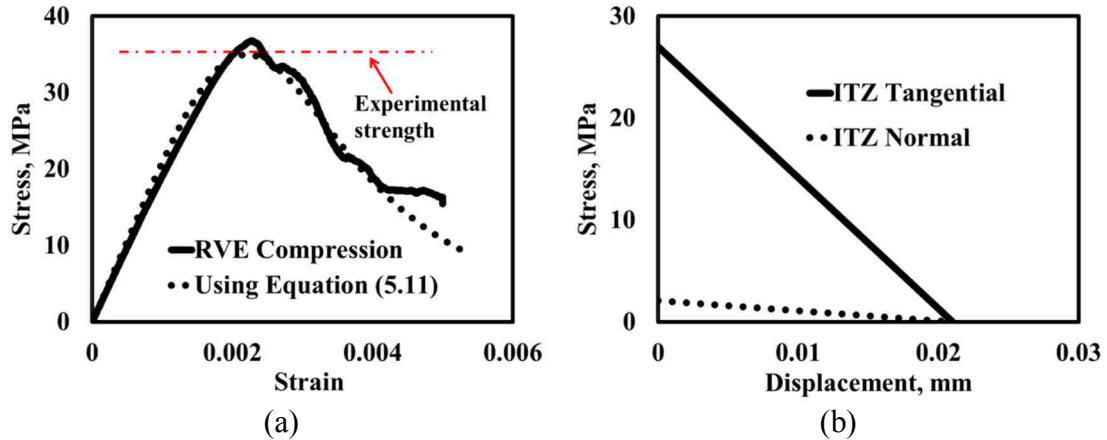 40
30
20
10
0
Stress, MPa
Experimental
strength
RVE Compression
Using Equation (5.11)
0
0.002
0.004
0.006
Strain
(a)
30
20
10
0
Stress, MPa
ITZ Tangential
ITZ Normal
0
0.01
0.02
0.03
Displacement, mm
(b)